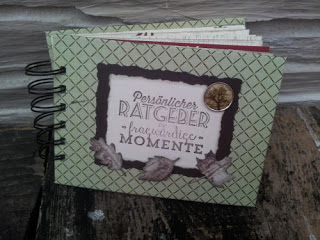 Persönlicher
RATGEBER
für
fragwürdige
MOMENTE